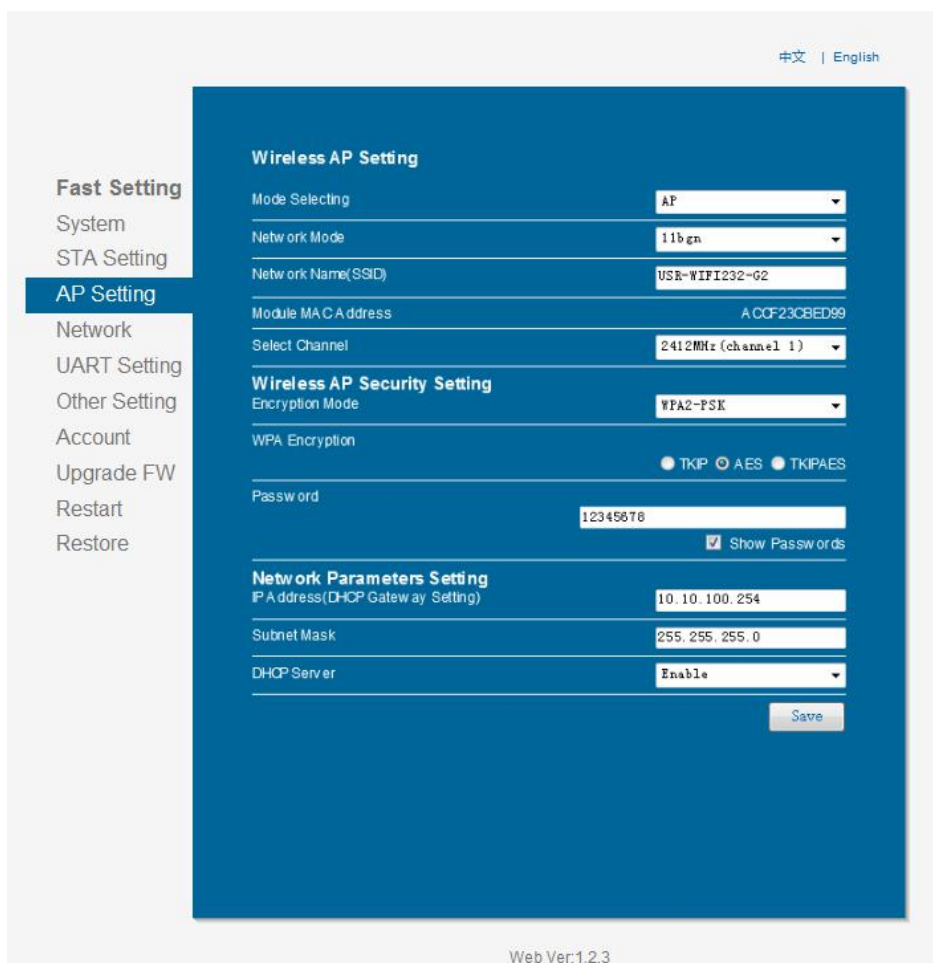 中文 | English
Fast Setting
System
STA Setting
AP Setting
Network
UART Setting
Other Setting
Account
Upgrade FW
Restart
Restore
Wireless AP Setting
Mode Selecting AP
Network Mode 11bgn
Network Name(SSID) USR-WIFI232-G2
Module MAC Address ACCF23CBED99
Select Channel 2412MHz(channel 1)
Wireless AP Security Setting
Encryption Mode WPA2-PSK
WPA Encryption
TKIP AES TKIPAES
Password
12345678
Show Passwords
Network Parameters Setting
IP Address(DHCP Gateway Setting) 10.10.100.254
Subnet Mask 255.255.255.0
DHCP Server Enable
Save
Web Ver:1.2.3